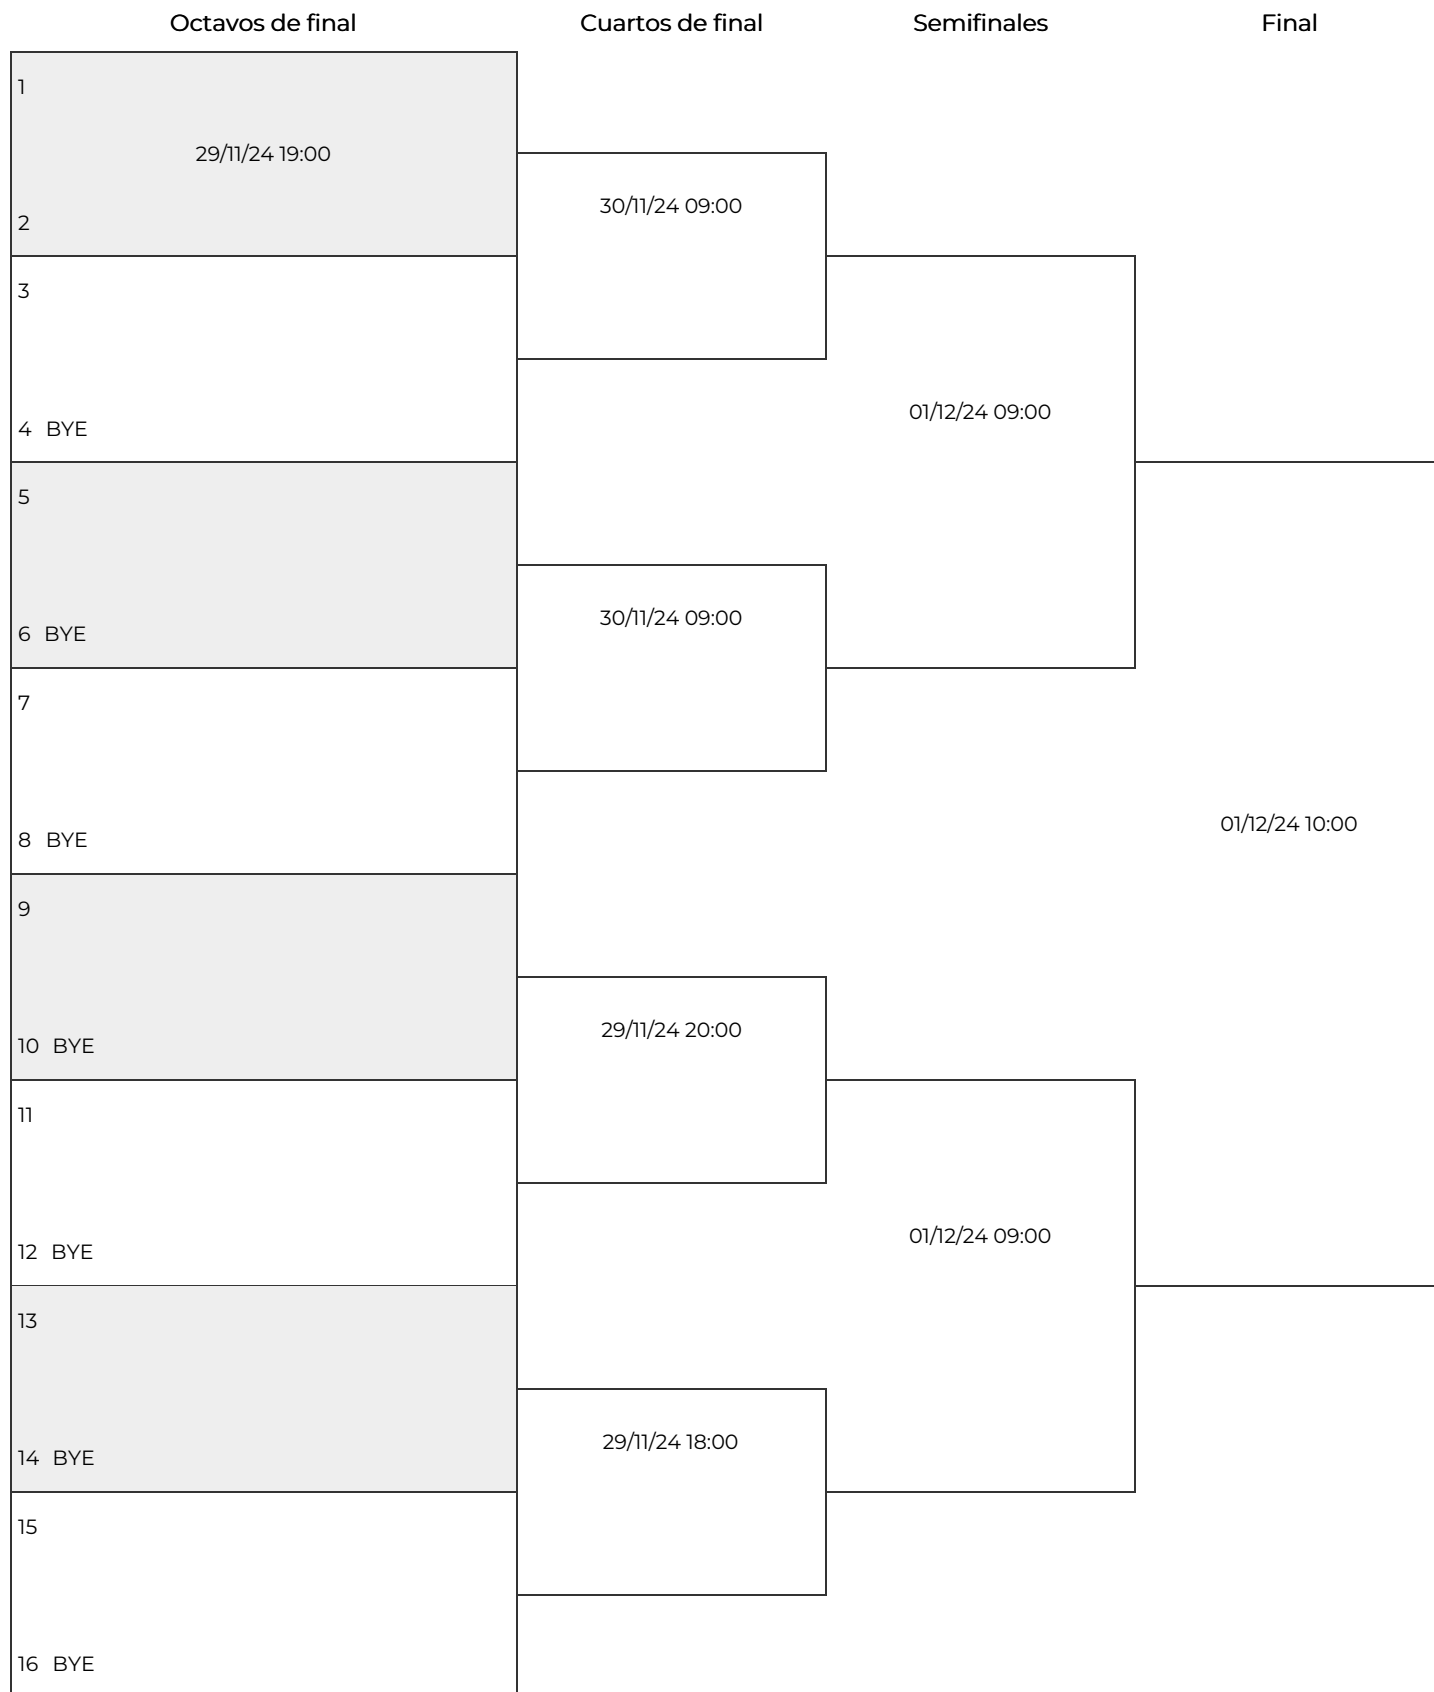 Octavos de final
Cuartos de final
Semifinales
Final
1
29/11/24 19:00
2
30/11/24 09:00
3
4 BYE
01/12/24 09:00
5
6 BYE
30/11/24 09:00
7
8 BYE
01/12/24 10:00
9
10 BYE
29/11/24 20:00
11
12 BYE
01/12/24 09:00
13
14 BYE
29/11/24 18:00
15
16 BYE